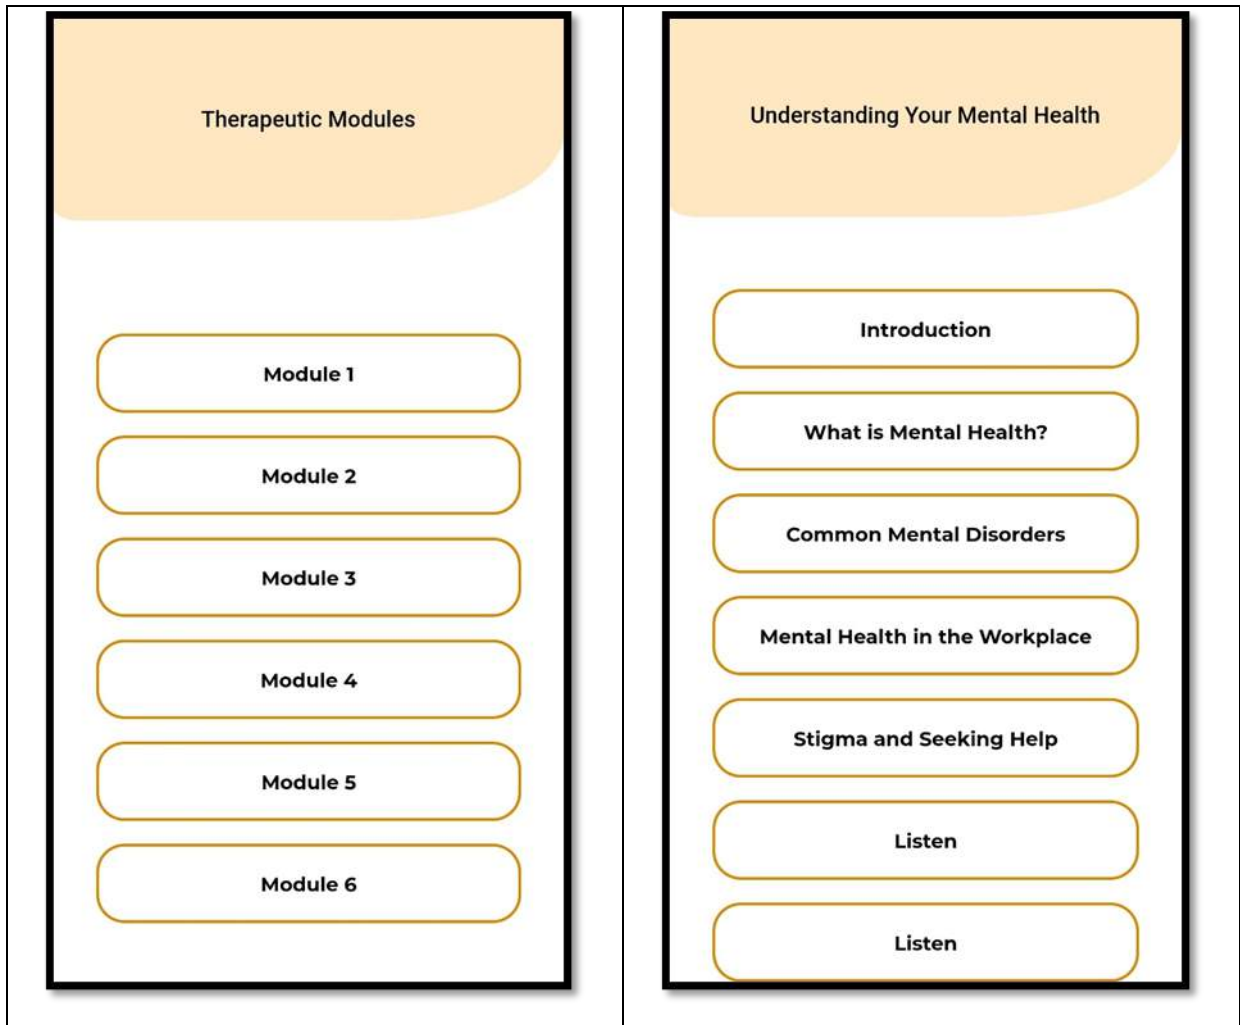 Therapeutic Modules
Module 1
Module 2
Module 3
Module 4
Module 5
Module 6
Understanding Your Mental Health
Introduction
What is Mental Health?
Common Mental Disorders
Mental Health in the Workplace
Stigma and Seeking Help
Listen
Listen